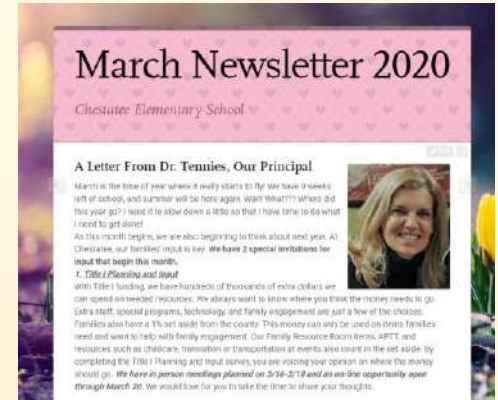 March Newsletter 2020
Chestatee Elementary School
A Letter From Dr. Tennies, Our Principal
March is the time of year where it really starts to fly! We have 9 weeks
left of school, and summer will be here again. Wait! What??? Where did
this year go? I need it to slow down a little so that I have time to do what
I need to get done!
As this month begins, we are also beginning to think about next year. At
Chestatee, our families' input is key. We have 2 special invitations for
input that begin this month.
1. Title I Planning and Input
With Title I funding, we have hundreds of thousands of extra dollars we
can spend on needed resources. We always want to know where you think the money needs to go.
Extra staff, special programs, technology, and family engagement are just a few of the choices.
Families also have a 1% set aside from the county. This money can only be used on items families
need and want to help with family engagement. Our Family Resource Room items, APTT, and
resources such as childcare, translation or transportation at events also count in the set aside. By
completing the Title I Planning and Input survey, you are voicing your opinion on where the money
should go. We have in person meetings planned on 3/16-3/18 and as an on-line opportunity open
through March 20. We would love for you to take the time to share your thoughts.